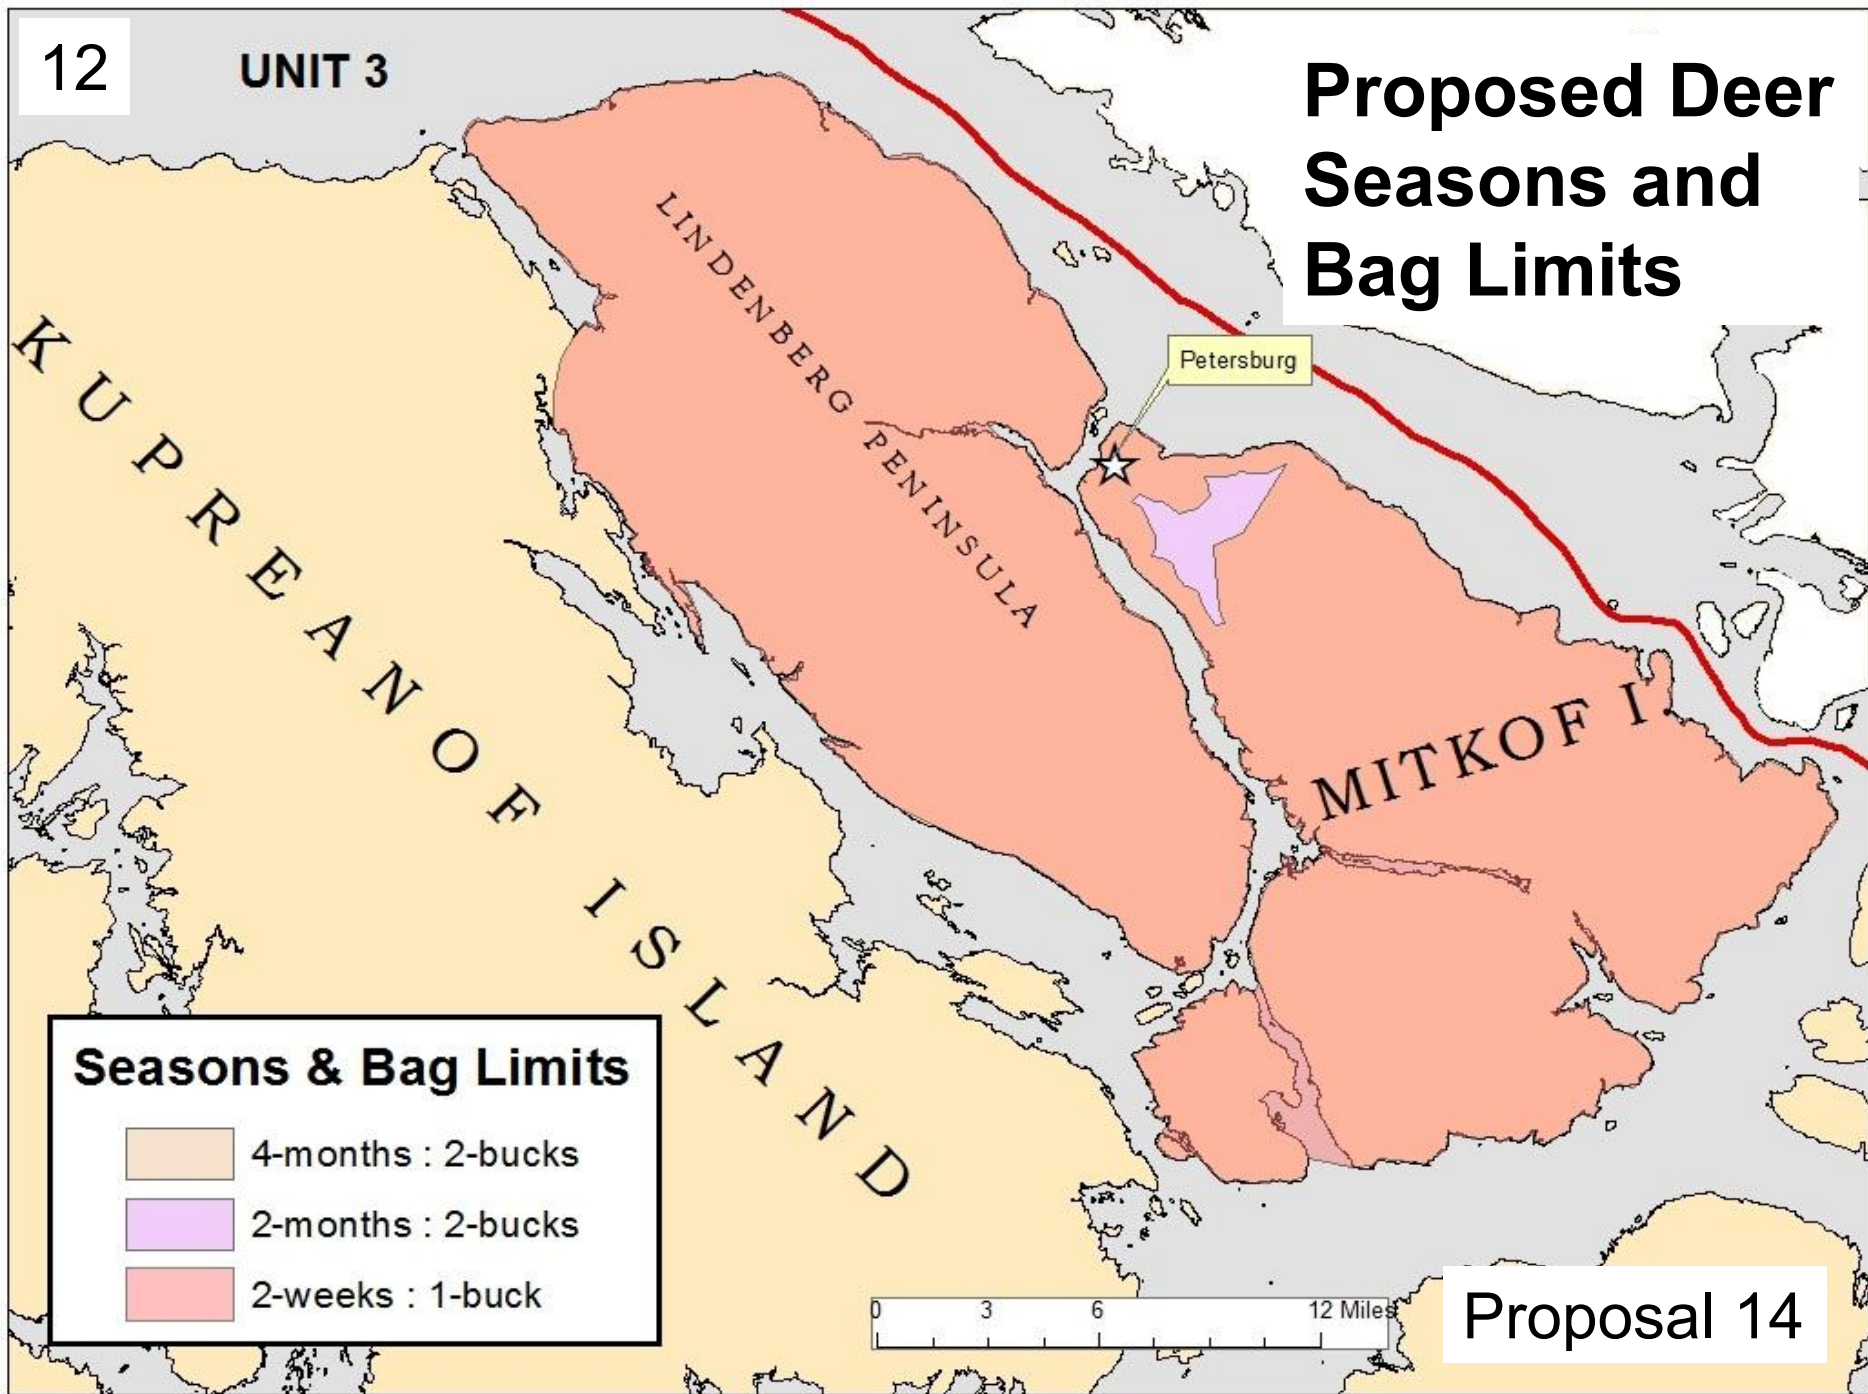 12
UNIT 3
Proposed Deer
Seasons and
Bag Limits
LINDENBERG PENINSULA
Petersburg
KUPREANOF ISLAND
MITKOF I.
Seasons & Bag Limits
4-months : 2-bucks
2-months : 2-bucks
2-weeks : 1-buck
0 3 6 12 Miles
Proposal 14